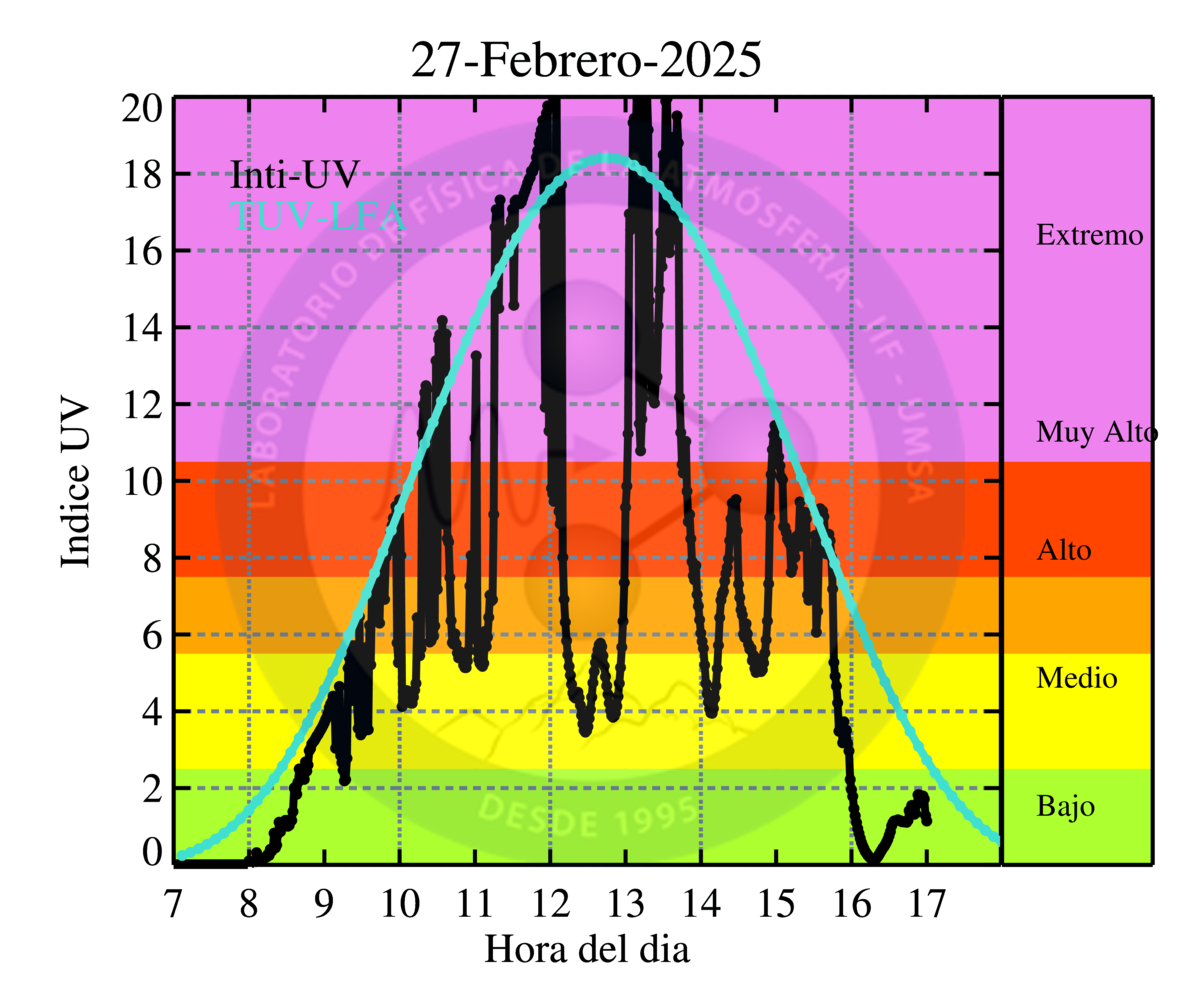 27-Febrero-2025
20
18
16
14
12
10
8
6
4
2
0
Indice UV
Inti-UV
TUV-LFA
LABORATORIO DE FÍSICA DE LA ATMÓSFERA - IIF - UMSA
DESDE 1995
Extremo
Muy Alto
Alto
Medio
Bajo
7 8 9 10 11 12 13 14 15 16 17
Hora del dia